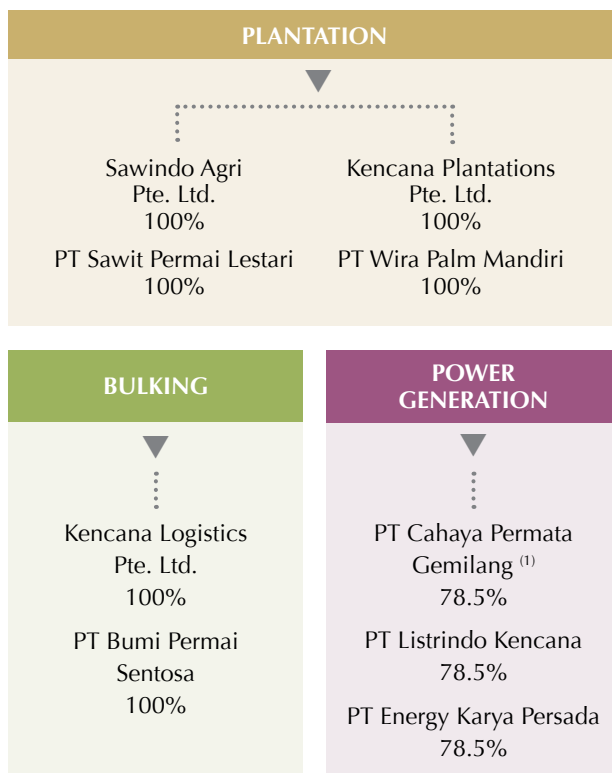 PLANTATION
Sawindo Agri
Pte. Ltd.
100%
PT Sawit Permai Lestari
100%
Kencana Plantations
Pte. Ltd.
100%
PT Wira Palm Mandiri
100%
BULKING
Kencana Logistics
Pte. Ltd.
100%
PT Bumi Permai
Sentosa
100%
POWER
GENERATION
PT Cahaya Permata
Gemilang (1)
78.5%
PT Listrindo Kencana
78.5%
PT Energy Karya Persada
78.5%